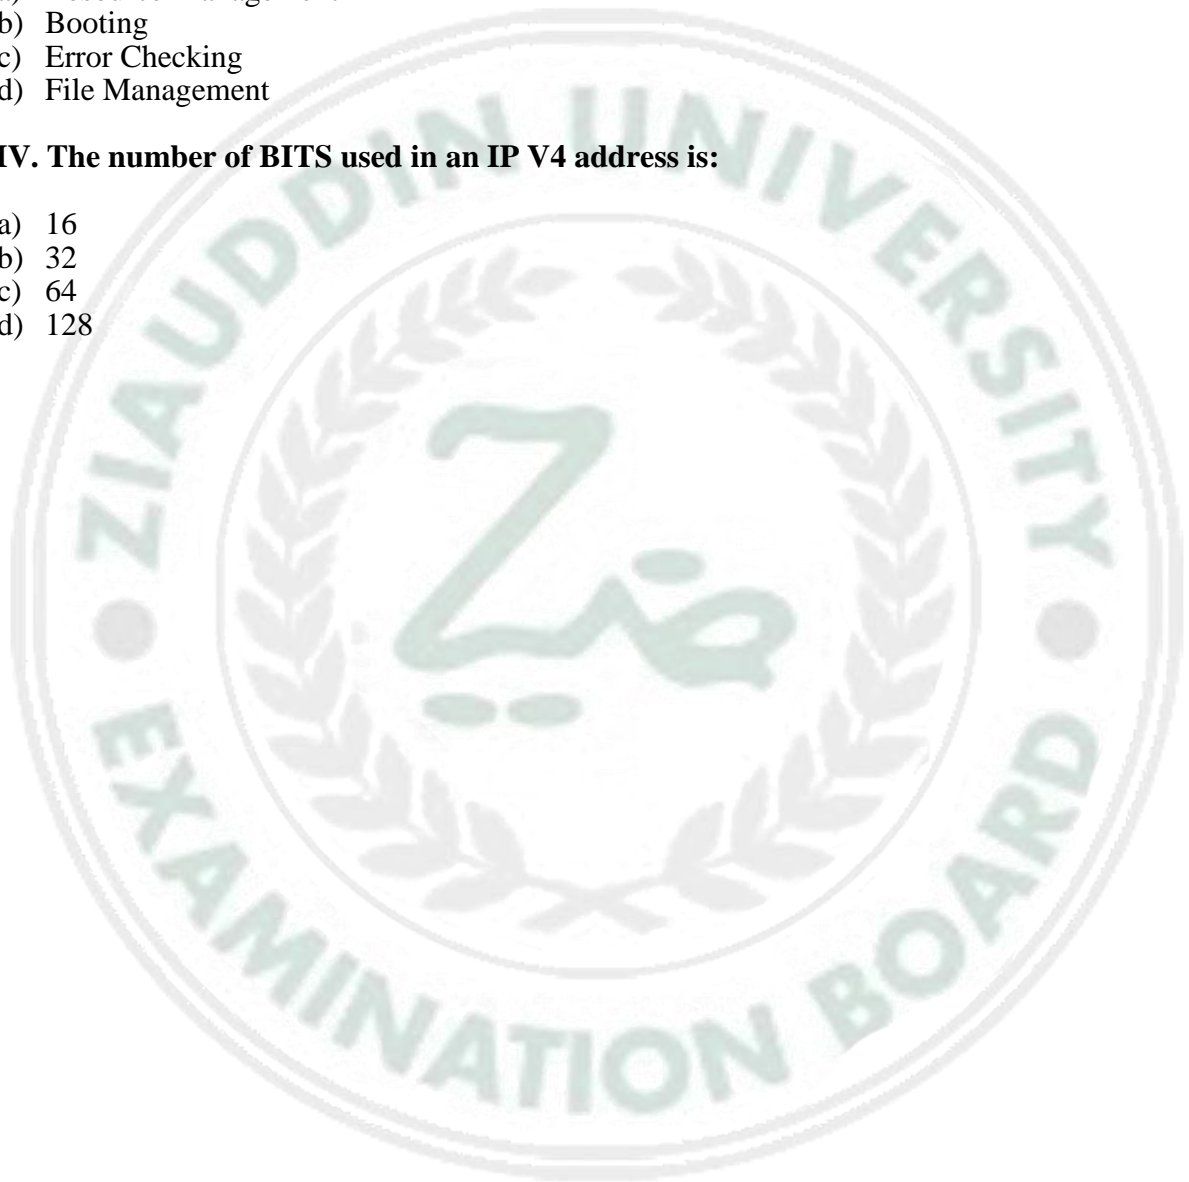 b) Booting
c) Error Checking
d) File Management
IV. The number of BITS used in an IP V4 address is:
a) 16
b) 32
c) 64
d) 128
ZIAUDDIN UNIVERSITY
EXAMINATION BOARD